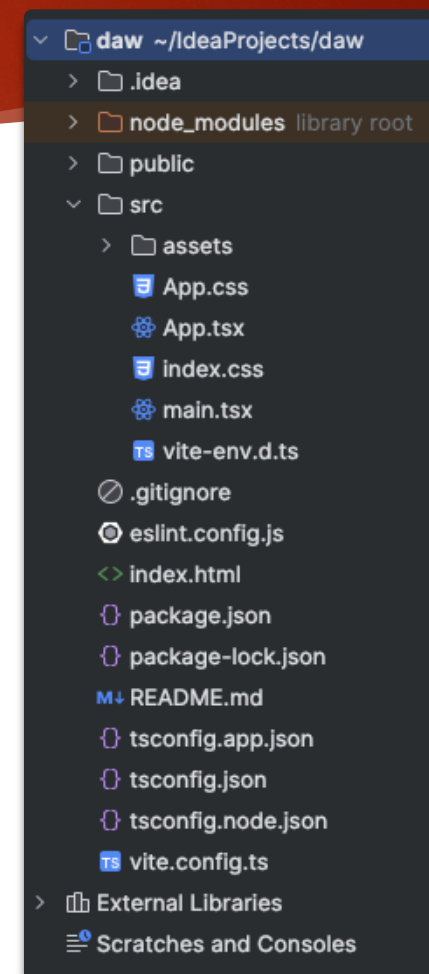 daw ~/IdeaProjects/daw
.idea
node_modules library root
public
src
assets
App.css
App.tsx
index.css
main.tsx
TS vite-env.d.ts
.gitignore
eslint.config.js
<> index.html
{} package.json
{} package-lock.json
M↓ README.md
{} tsconfig.app.json
{} tsconfig.json
{} tsconfig.node.json
TS vite.config.ts
External Libraries
Scratches and Consoles